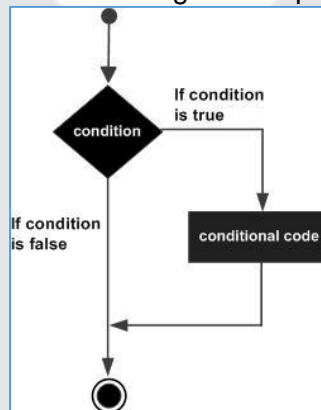 If condition
is true
condition
If condition
is false
conditional code